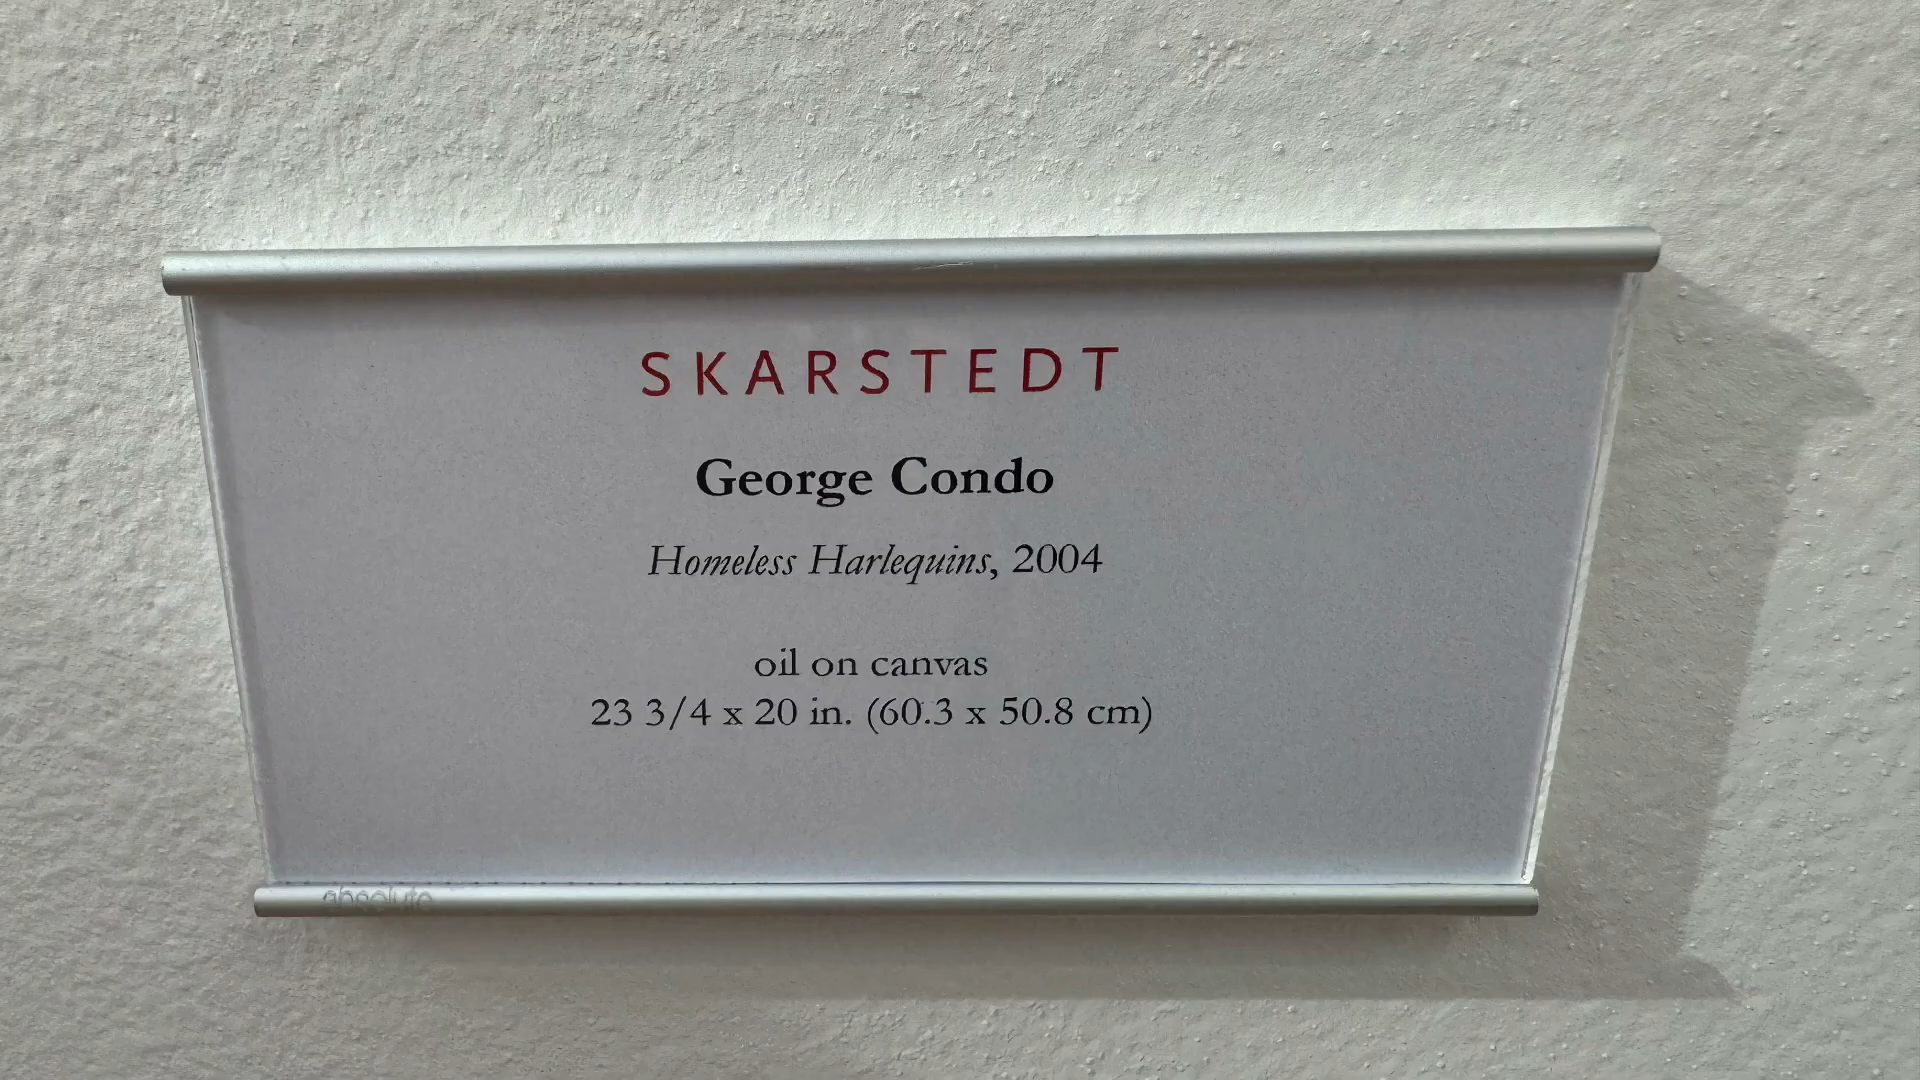 SKARSTEDT
George Condo
Homeless Harlequins, 2004
oil on canvas
23 3/4 x 20 in. (60.3 x 50.8 cm)
absolute